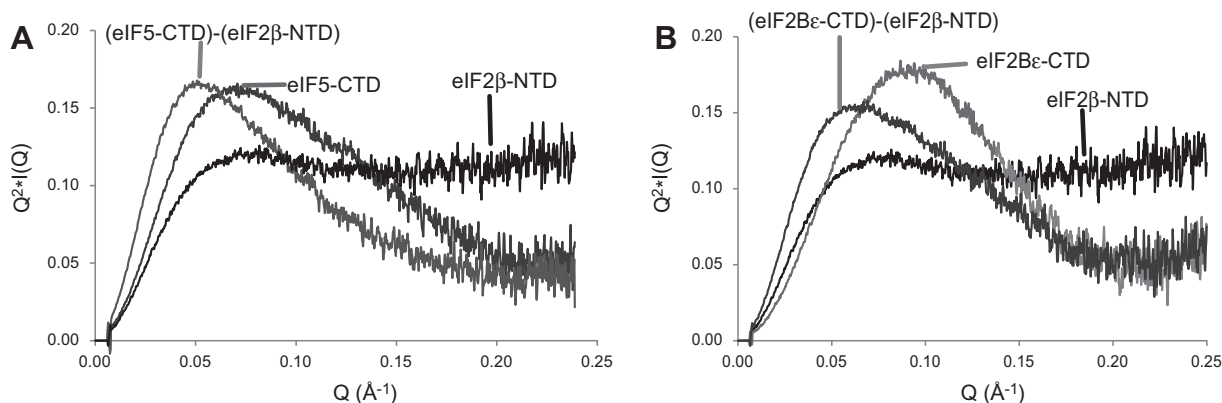 A
(eIF5-CTD)-(eIF2β-NTD)
eIF5-CTD
eIF2β-NTD
0.20
0.15
0.10
0.05
0.00
Q²*I(Q)
0.00 0.05 0.10 0.15 0.20 0.25
Q (Å⁻¹)
B
(eIF2Bε-CTD)-(eIF2β-NTD)
eIF2Bε-CTD
eIF2β-NTD
0.20
0.15
0.10
0.05
0.00
Q²*I(Q)
0.00 0.05 0.10 0.15 0.20 0.25
Q (Å⁻¹)